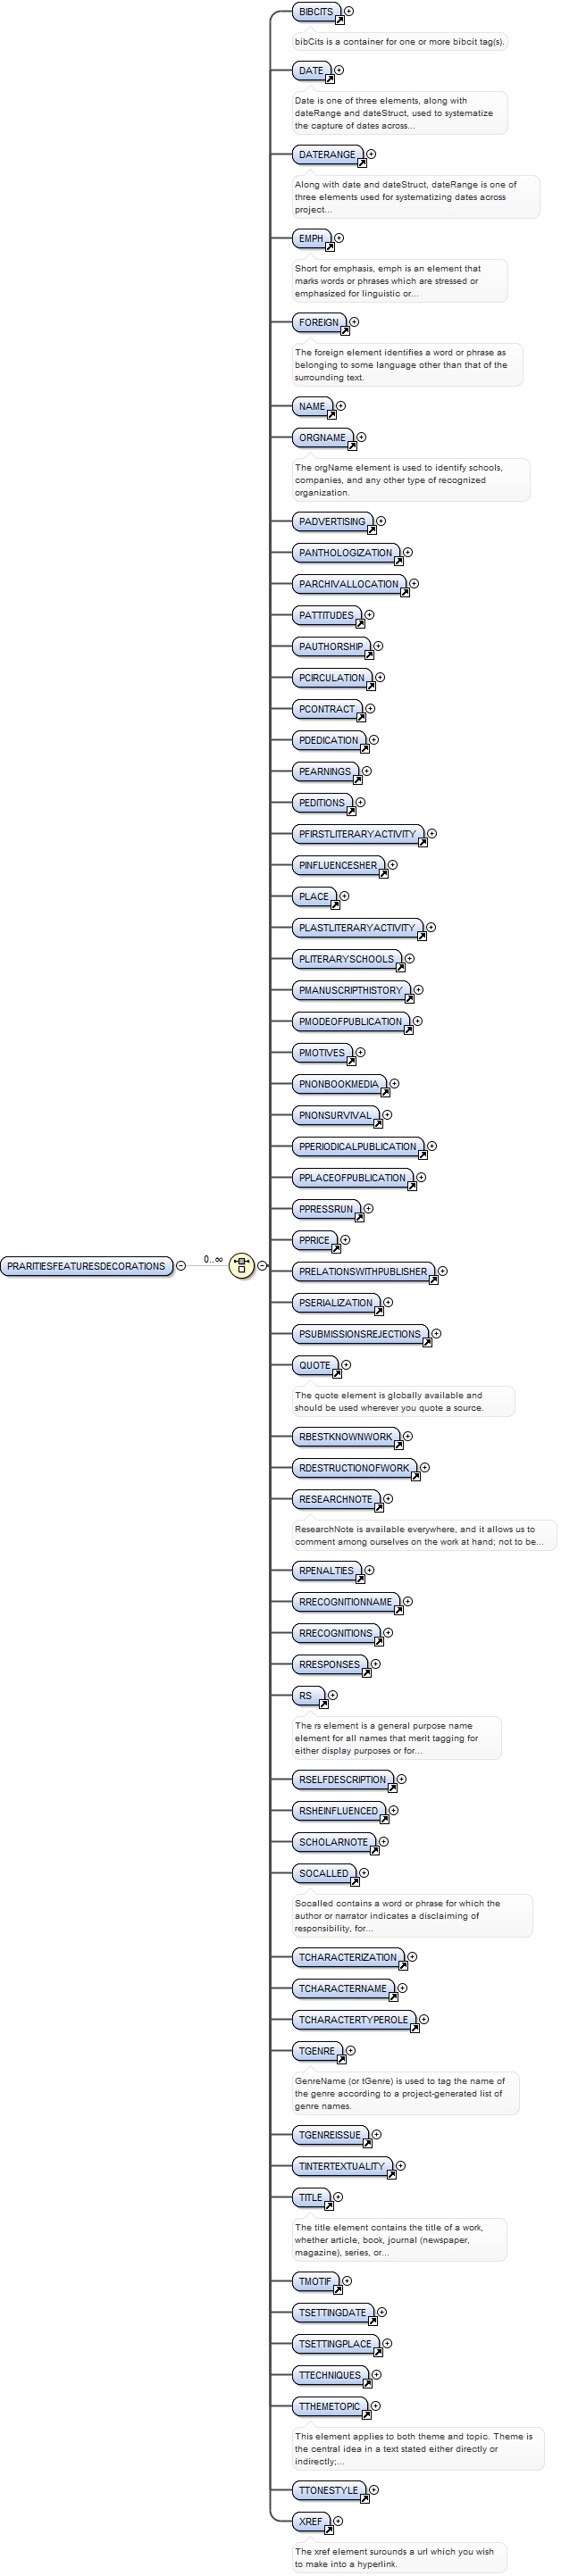 BIBCITS
bibCits is a container for one or more bibcit tag(s).
DATE
Date is one of three elements, along with
dateRange and dateStruct, used to systematize
the capture of dates across...
DATERANGE
Along with date and dateStruct, dateRange is one of
three elements used for systematizing dates across
project...
EMPH
Short for emphasis, emph is an element that
marks words or phrases which are stressed or
emphasized for linguistic or...
FOREIGN
The foreign element identifies a word or phrase as
belonging to some language other than that of the
surrounding text.
NAME
ORGNAME
The orgName element is used to identify schools,
companies, and any other type of recognized
organization.
PADVERTISING
PANTHOLOGIZATION
PARCHIVALLOCATION
PATTITUDES
PAUTHORSHIP
PCIRCULATION
PCONTRACT
PDEDICATION
PEARNINGS
PEDITIONS
PFIRSTLITERARYACTIVITY
PINFLUENCESHER
PLACE
PLASTLITERARYACTIVITY
PLITERARYSCHOOLS
PMANUSCRIPTHISTORY
PMODEOFPUBLICATION
PMOTIVES
PNONBOOKMEDIA
PNONSURVIVAL
PPERIODICALPUBLICATION
PPLACEOFPUBLICATION
PPRESSRUN
PPRICE
PRARITIESFEATURESDECORATIONS 0..∞
PRELATIONSWITHPUBLISHER
PSERIALIZATION
PSUBMISSIONSREJECTIONS
QUOTE
The quote element is globally available and
should be used wherever you quote a source.
RBESTKNOWNWORK
RDESTRUCTIONOFWORK
RESEARCHNOTE
ResearchNote is available everywhere, and it allows us to
comment among ourselves on the work at hand; not to be...
RPENALTIES
RRECOGNITIONNAME
RRECOGNITIONS
RRESPONSES
RS
The rs element is a general purpose name
element for all names that merit tagging for
either display purposes or for...
RSELFDESCRIPTION
RSHEINFLUENCED
SCHOLARNOTE
SOCALLED
Socalled contains a word or phrase for which the
author or narrator indicates a disclaiming of
responsibility, for...
TCHARACTERIZATION
TCHARACTERNAME
TCHARACTERTYPEROLE
TGENRE
GenreName (or tGenre) is used to tag the name of
the genre according to a project-generated list of
genre names.
TGENREISSUE
TINTERTEXTUALITY
TITLE
The title element contains the title of a work,
whether article, book, journal (newspaper,
magazine), series, or...
TMOTIF
TSETTINGDATE
TSETTINGPLACE
TTECHNIQUES
TTHEMETOPIC
This element applies to both theme and topic. Theme is
the central idea in a text stated either directly or
indirectly;...
TTONESTYLE
XREF
The xref element surounds a url which you wish
to make into a hyperlink.